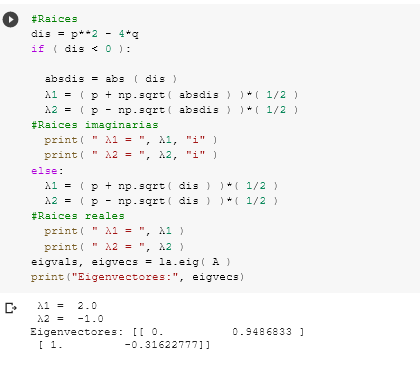 #Raices
dis = p**2 - 4*q
if ( dis < 0 ):
absdis = abs ( dis )
λ1 = ( p + np.sqrt( absdis ) )*( 1/2 )
λ2 = ( p - np.sqrt( absdis ) )*( 1/2 )
#Raices imaginarias
print( " λ1 = ", λ1, "i" )
print( " λ2 = ", λ2, "i" )
else:
λ1 = ( p + np.sqrt( dis ) )*( 1/2 )
λ2 = ( p - np.sqrt( dis ) )*( 1/2 )
#Raices reales
print( " λ1 = ", λ1 )
print( " λ2 = ", λ2 )
eigvals, eigvecs = la.eig( A )
print("Eigenvectores:", eigvecs)
λ1 =  2.0
λ2 =  -1.0
Eigenvectores: [[ 0.          0.9486833 ]
[ 1.         -0.31622777]]